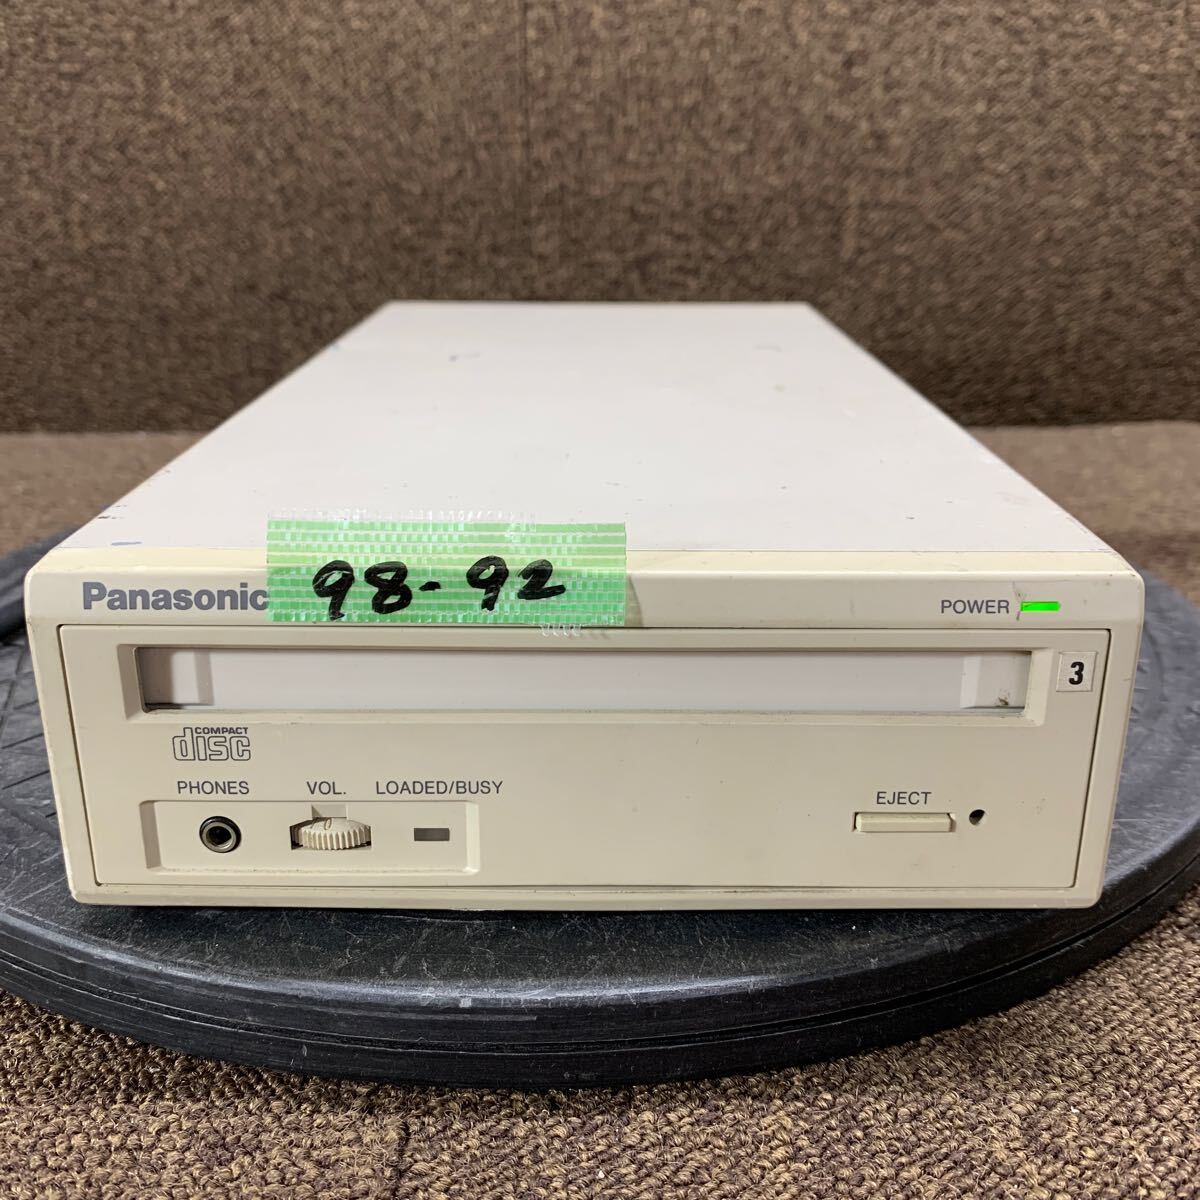 98-92
Panasonic
POWER
3
COMPACT
disc
PHONES
VOL.
LOADED/BUSY
EJECT